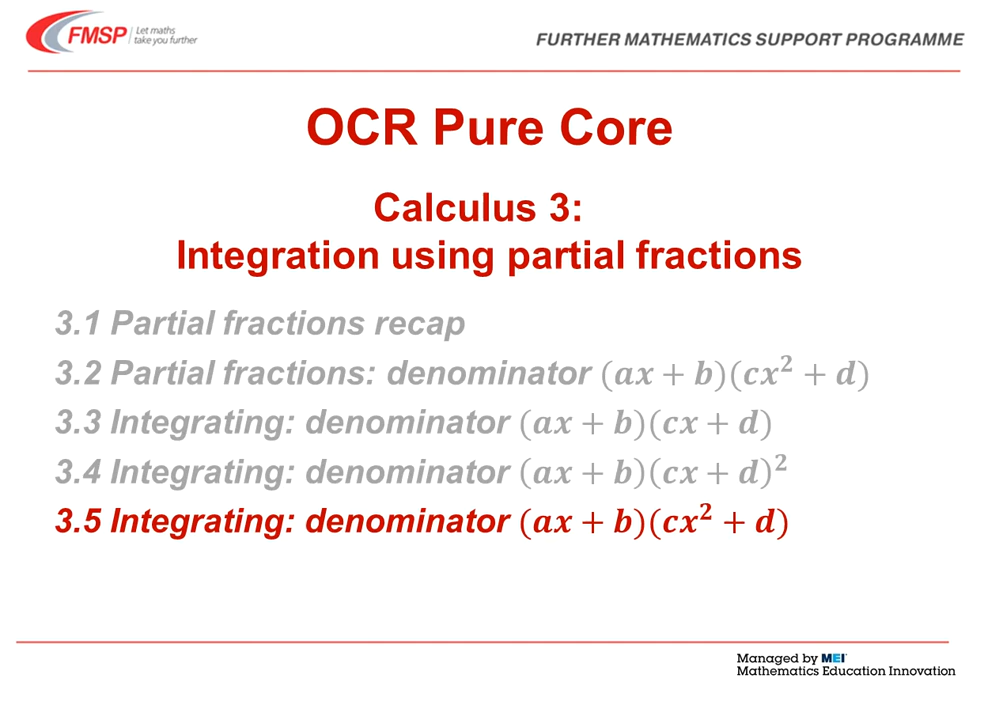 FMSP Let maths
take you further
FURTHER MATHEMATICS SUPPORT PROGRAMME
OCR Pure Core
Calculus 3:
Integration using partial fractions
3.1 Partial fractions recap
3.2 Partial fractions: denominator (ax + b)(cx² + d)
3.3 Integrating: denominator (ax + b)(cx + d)
3.4 Integrating: denominator (ax + b)(cx + d)²
3.5 Integrating: denominator (ax + b)(cx² + d)
Managed by MEI
Mathematics Education Innovation